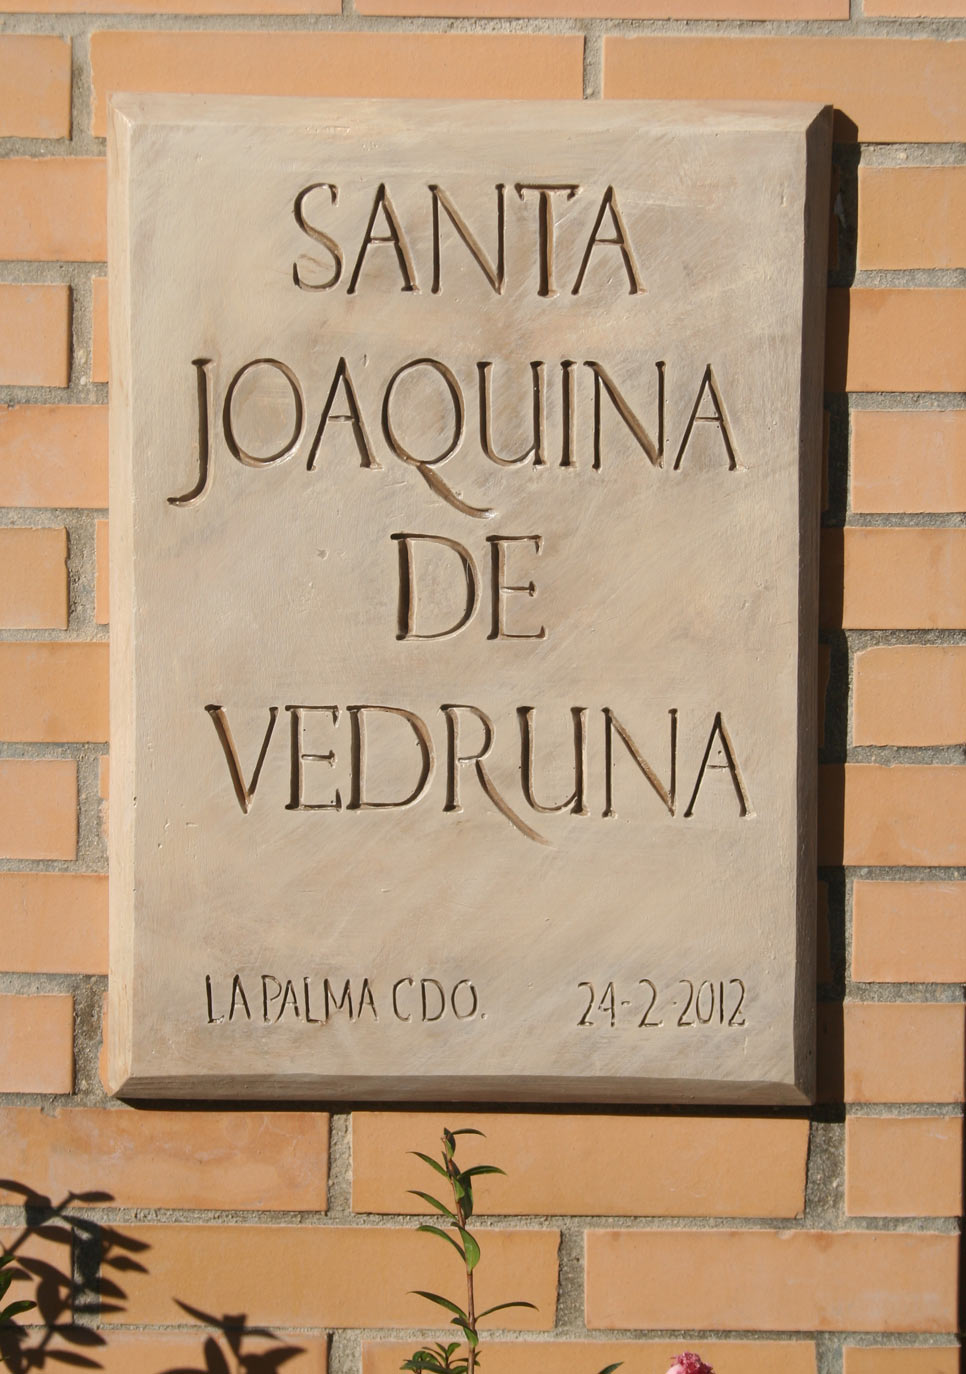 SANTA
JOAQUINA
DE
VEDRUNA
LA PALMA CDO. 24-2-2012